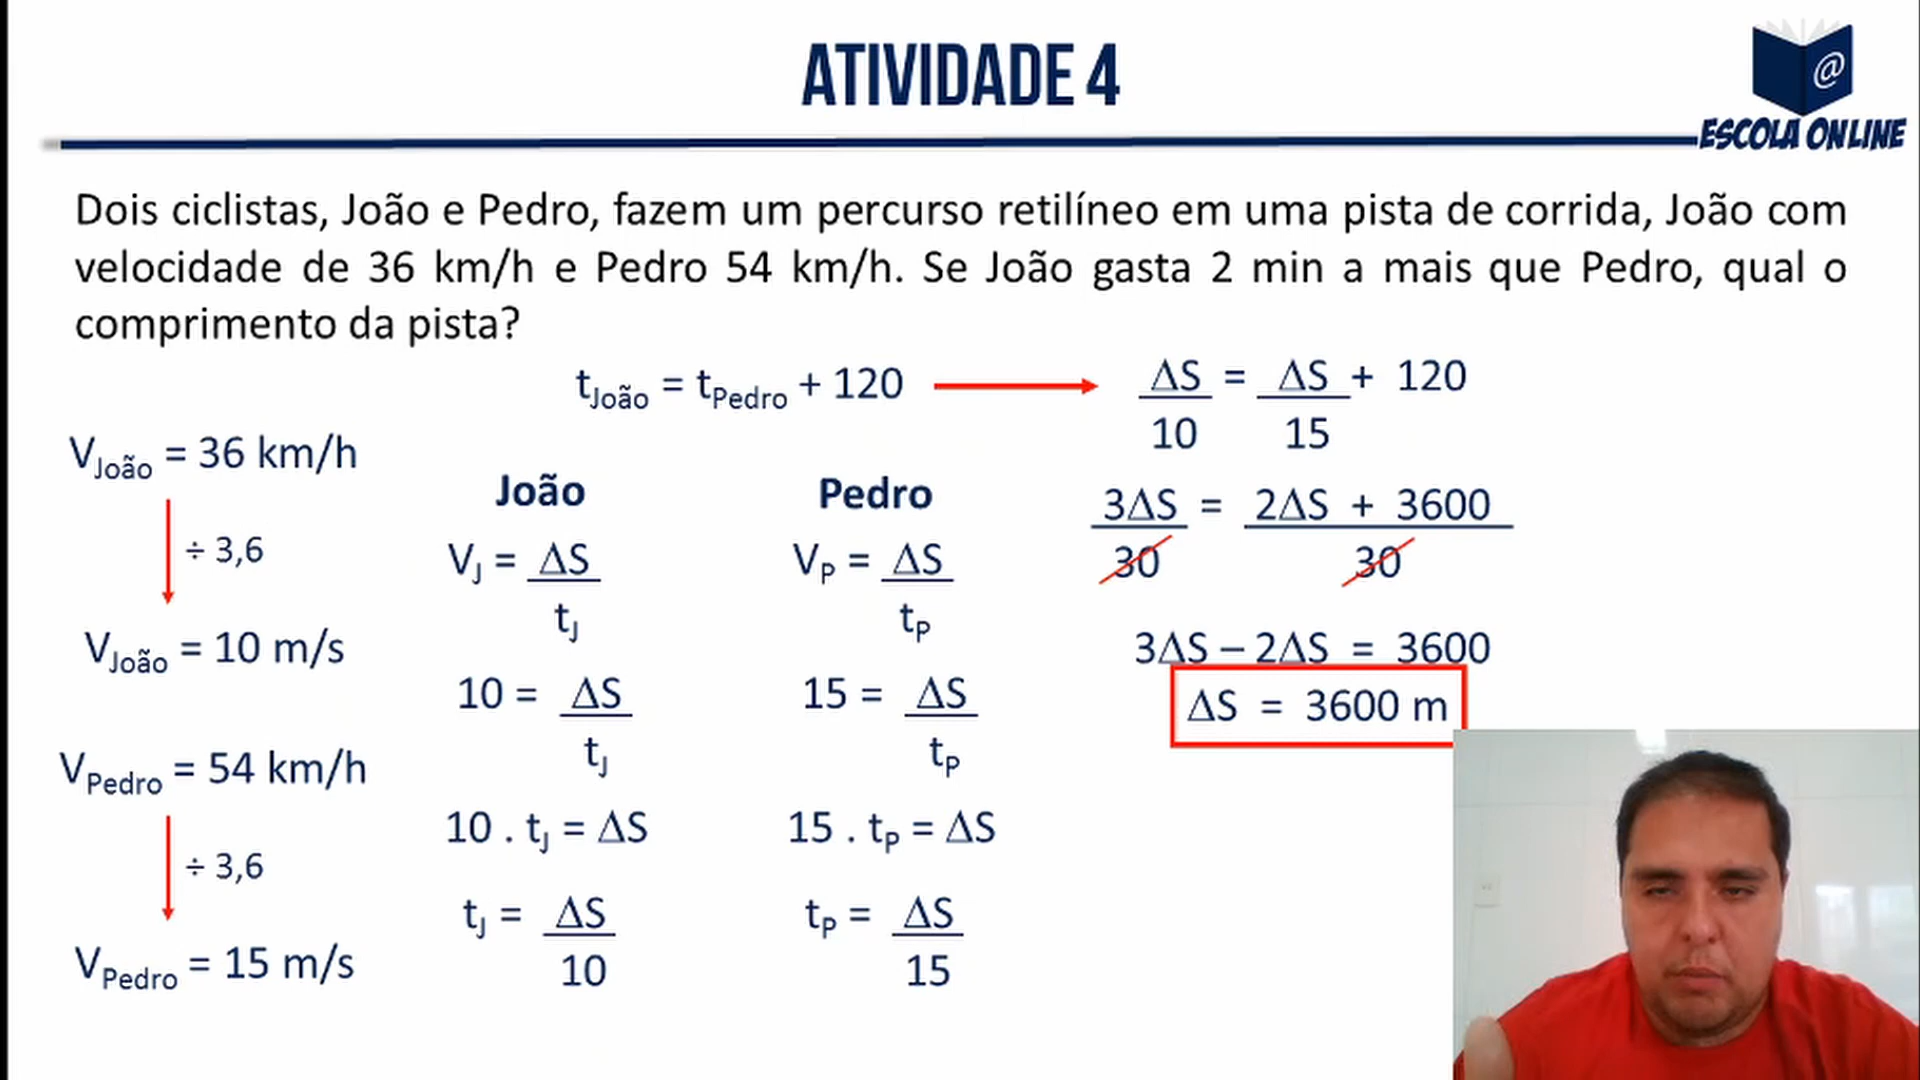 ATIVIDADE 4
@
ESCOLA ONLINE
Dois ciclistas, João e Pedro, fazem um percurso retilíneo em uma pista de corrida, João com
velocidade de 36 km/h e Pedro 54 km/h. Se João gasta 2 min a mais que Pedro, qual o
comprimento da pista?
tJoão = tPedro + 120
ΔS = ΔS + 120
10 15
VJoão = 36 km/h
÷ 3,6
VJoão = 10 m/s
VPedro = 54 km/h
÷ 3,6
VPedro = 15 m/s
João
VJ = ΔS
tJ
10 = ΔS
tJ
10 . tJ = ΔS
tJ = ΔS
10
Pedro
VP = ΔS
tP
15 = ΔS
tP
15 . tP = ΔS
tP = ΔS
15
3ΔS = 2ΔS + 3600
30 30
3ΔS – 2ΔS = 3600
ΔS = 3600 m